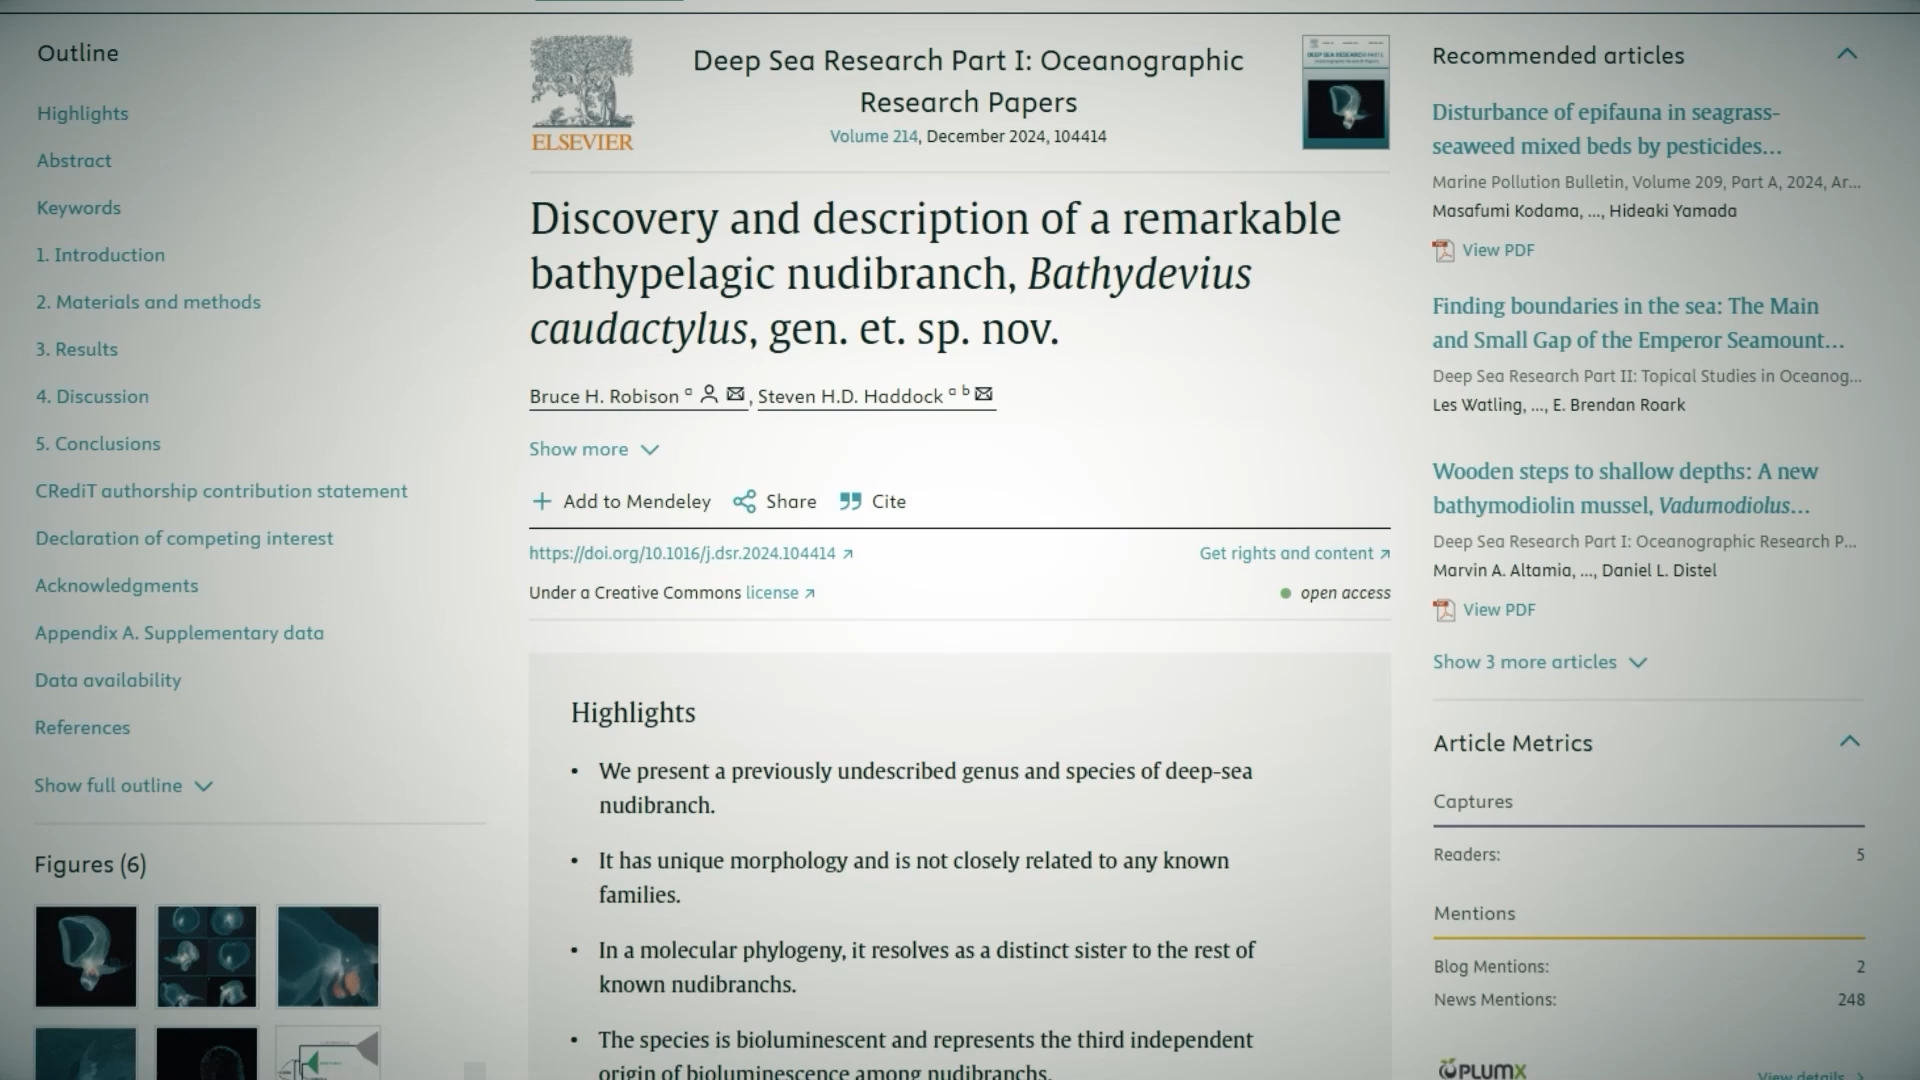 Outline
Highlights
Abstract
Keywords
1. Introduction
2. Materials and methods
3. Results
4. Discussion
5. Conclusions
CRediT authorship contribution statement
Declaration of competing interest
Acknowledgments
Appendix A. Supplementary data
Data availability
References
Show full outline
Figures (6)
ELSEVIER
Deep Sea Research Part I: Oceanographic
Research Papers
Volume 214, December 2024, 104414
Discovery and description of a remarkable
bathypelagic nudibranch, Bathydevius
caudactylus, gen. et. sp. nov.
Bruce H. Robison a, Steven H.D. Haddock a b
Show more
Add to Mendeley Share Cite
https://doi.org/10.1016/j.dsr.2024.104414 Get rights and content
Under a Creative Commons license open access
Highlights
• We present a previously undescribed genus and species of deep-sea
nudibranch.
• It has unique morphology and is not closely related to any known
families.
• In a molecular phylogeny, it resolves as a distinct sister to the rest of
known nudibranchs.
• The species is bioluminescent and represents the third independent
origin of bioluminescence among nudibranchs.
Recommended articles
Disturbance of epifauna in seagrass-
seaweed mixed beds by pesticides...
Marine Pollution Bulletin, Volume 209, Part A, 2024, Ar...
Masafumi Kodama, ..., Hideaki Yamada
View PDF
Finding boundaries in the sea: The Main
and Small Gap of the Emperor Seamount...
Deep Sea Research Part II: Topical Studies in Oceanog...
Les Watling, ..., E. Brendan Roark
Wooden steps to shallow depths: A new
bathymodiolin mussel, Vadumodiolus...
Deep Sea Research Part I: Oceanographic Research P...
Marvin A. Altamia, ..., Daniel L. Distel
View PDF
Show 3 more articles
Article Metrics
Captures
Readers: 5
Mentions
Blog Mentions: 2
News Mentions: 248
PLUMX View details